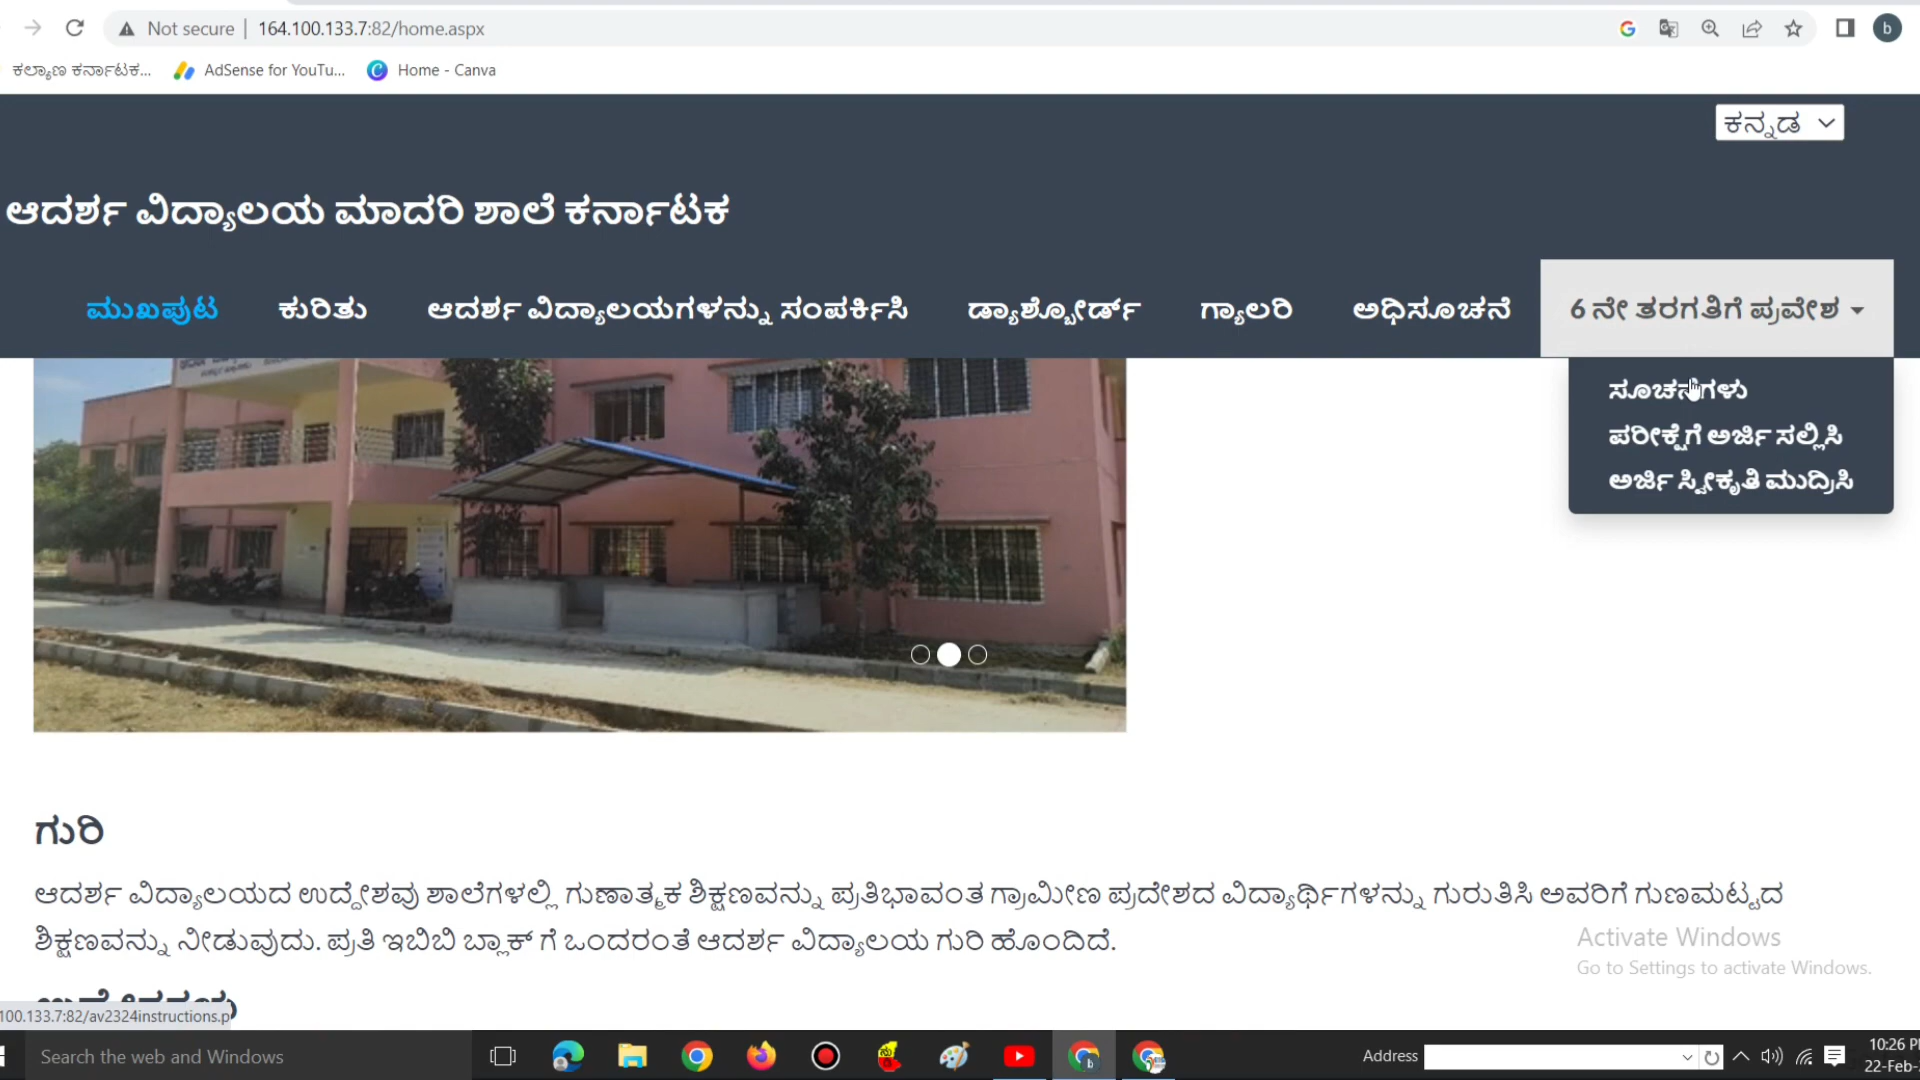 Not secure 164.100.133.7:82/home.aspx
b
ಕಲ್ಯಾಣ ಕರ್ನಾಟಕ... AdSense for YouTu... Home - Canva
ಕನ್ನಡ
ಆದರ್ಶ ವಿದ್ಯಾಲಯ ಮಾದರಿ ಶಾಲೆ ಕರ್ನಾಟಕ
ಮುಖಪುಟ ಕುರಿತು ಆದರ್ಶ ವಿದ್ಯಾಲಯಗಳನ್ನು ಸಂಪರ್ಕಿಸಿ ಡ್ಯಾಶ್ಬೋರ್ಡ್ ಗ್ಯಾಲರಿ ಅಧಿಸೂಚನೆ 6 ನೇ ತರಗತಿಗೆ ಪ್ರವೇಶ
ಸೂಚನೆಗಳು
ಪರೀಕ್ಷೆಗೆ ಅರ್ಜಿ ಸಲ್ಲಿಸಿ
ಅರ್ಜಿ ಸ್ವೀಕೃತಿ ಮುದ್ರಿಸಿ
ಗುರಿ
ಆದರ್ಶ ವಿದ್ಯಾಲಯದ ಉದ್ದೇಶವು ಶಾಲೆಗಳಲ್ಲಿ ಗುಣಾತ್ಮಕ ಶಿಕ್ಷಣವನ್ನು ಪ್ರತಿಭಾವಂತ ಗ್ರಾಮೀಣ ಪ್ರದೇಶದ ವಿದ್ಯಾರ್ಥಿಗಳನ್ನು ಗುರುತಿಸಿ ಅವರಿಗೆ ಗುಣಮಟ್ಟದ
ಶಿಕ್ಷಣವನ್ನು ನೀಡುವುದು. ಪ್ರತಿ ಇಬಿಬಿ ಬ್ಲಾಕ್ ಗೆ ಒಂದರಂತೆ ಆದರ್ಶ ವಿದ್ಯಾಲಯ ಗುರಿ ಹೊಂದಿದೆ.
Activate Windows
Go to Settings to activate Windows.
100.133.7:82/av2324instructions.p
Search the web and Windows Address 10:26 P
22-Feb-